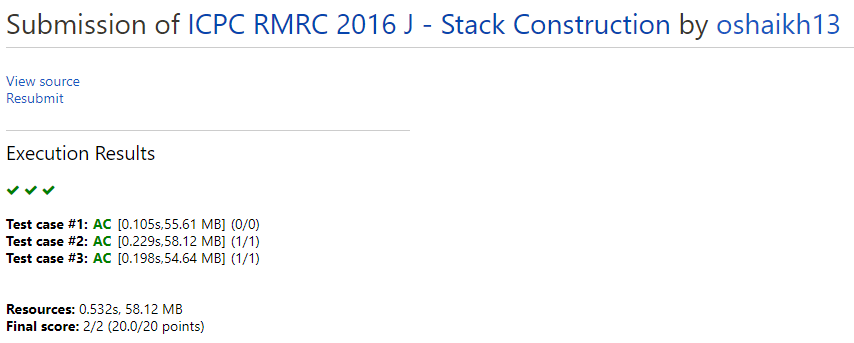 Submission of ICPC RMRC 2016 J - Stack Construction by oshaikh13
View source
Resubmit
Execution Results
Test case #1: AC [0.105s,55.61 MB] (0/0)
Test case #2: AC [0.229s,58.12 MB] (1/1)
Test case #3: AC [0.198s,54.64 MB] (1/1)
Resources: 0.532s, 58.12 MB
Final score: 2/2 (20.0/20 points)